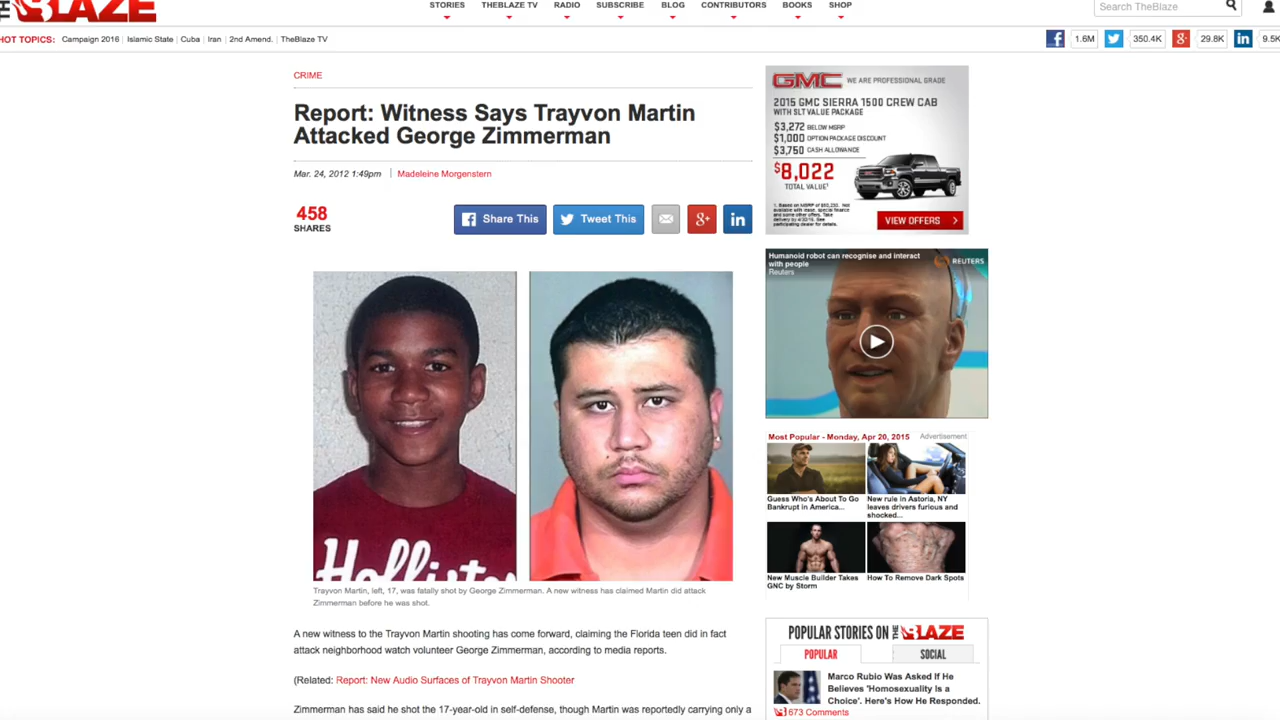 THE BLAZE
STORIES THEBLAZE TV RADIO SUBSCRIBE BLOG CONTRIBUTORS BOOKS SHOP
Search TheBlaze
HOT TOPICS: Campaign 2016 Islamic State Cuba Iran 2nd Amend. TheBlaze TV
1.6M 350.4K 29.8K 9.5K
CRIME
Report: Witness Says Trayvon Martin
Attacked George Zimmerman
Mar. 24, 2012 1:49pm Madeleine Morgenstern
458
SHARES
Share This
Tweet This
g+
in
Hollister
Trayvon Martin, left, 17, was fatally shot by George Zimmerman. A new witness has claimed Martin did attack
Zimmerman before he was shot.
A new witness to the Trayvon Martin shooting has come forward, claiming the Florida teen did in fact
attack neighborhood watch volunteer George Zimmerman, according to media reports.
(Related: Report: New Audio Surfaces of Trayvon Martin Shooter
Zimmerman has said he shot the 17-year-old in self-defense, though Martin was reportedly carrying only a
GMC WE ARE PROFESSIONAL GRADE
2015 GMC SIERRA 1500 CREW CAB
WITH SLT VALUE PACKAGE
$3,272 BELOW MSRP
$1,000 OPTION PACKAGE DISCOUNT
$3,750 CASH ALLOWANCE
$8,022
TOTAL VALUE¹
VIEW OFFERS
Humanoid robot can recognise and interact
with people
Reuters
REUTERS
Most Popular - Monday, Apr 20, 2015 Advertisement
Guess Who's About To Go
Bankrupt in America...
New rule in Astoria, NY
leaves drivers furious and
shocked...
New Muscle Builder Takes
GNC by Storm
How To Remove Dark Spots
POPULAR STORIES ON THE BLAZE
POPULAR SOCIAL
Marco Rubio Was Asked If He
Believes 'Homosexuality Is a
Choice'. Here's How He Responded.
673 Comments